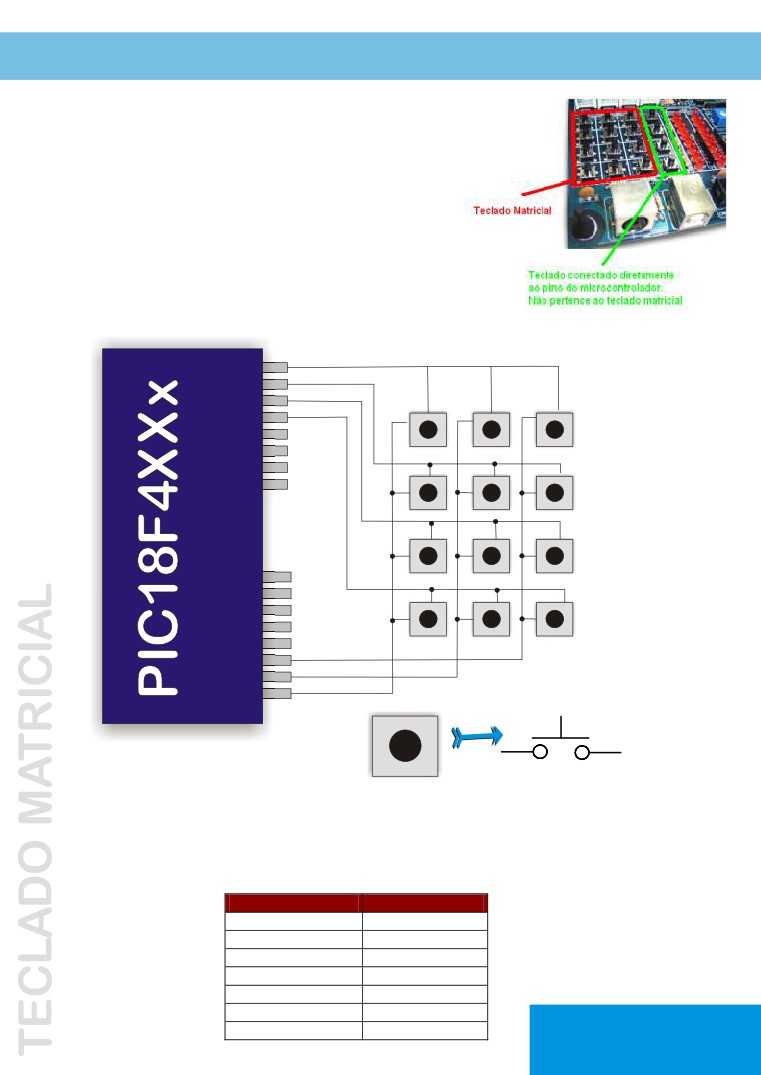 Teclado Matricial
Teclado conectado diretamente
ao pino do microcontrolador.
Não pertence ao teclado matricial
PIC18F4XXx
TECLADO MATRICIAL